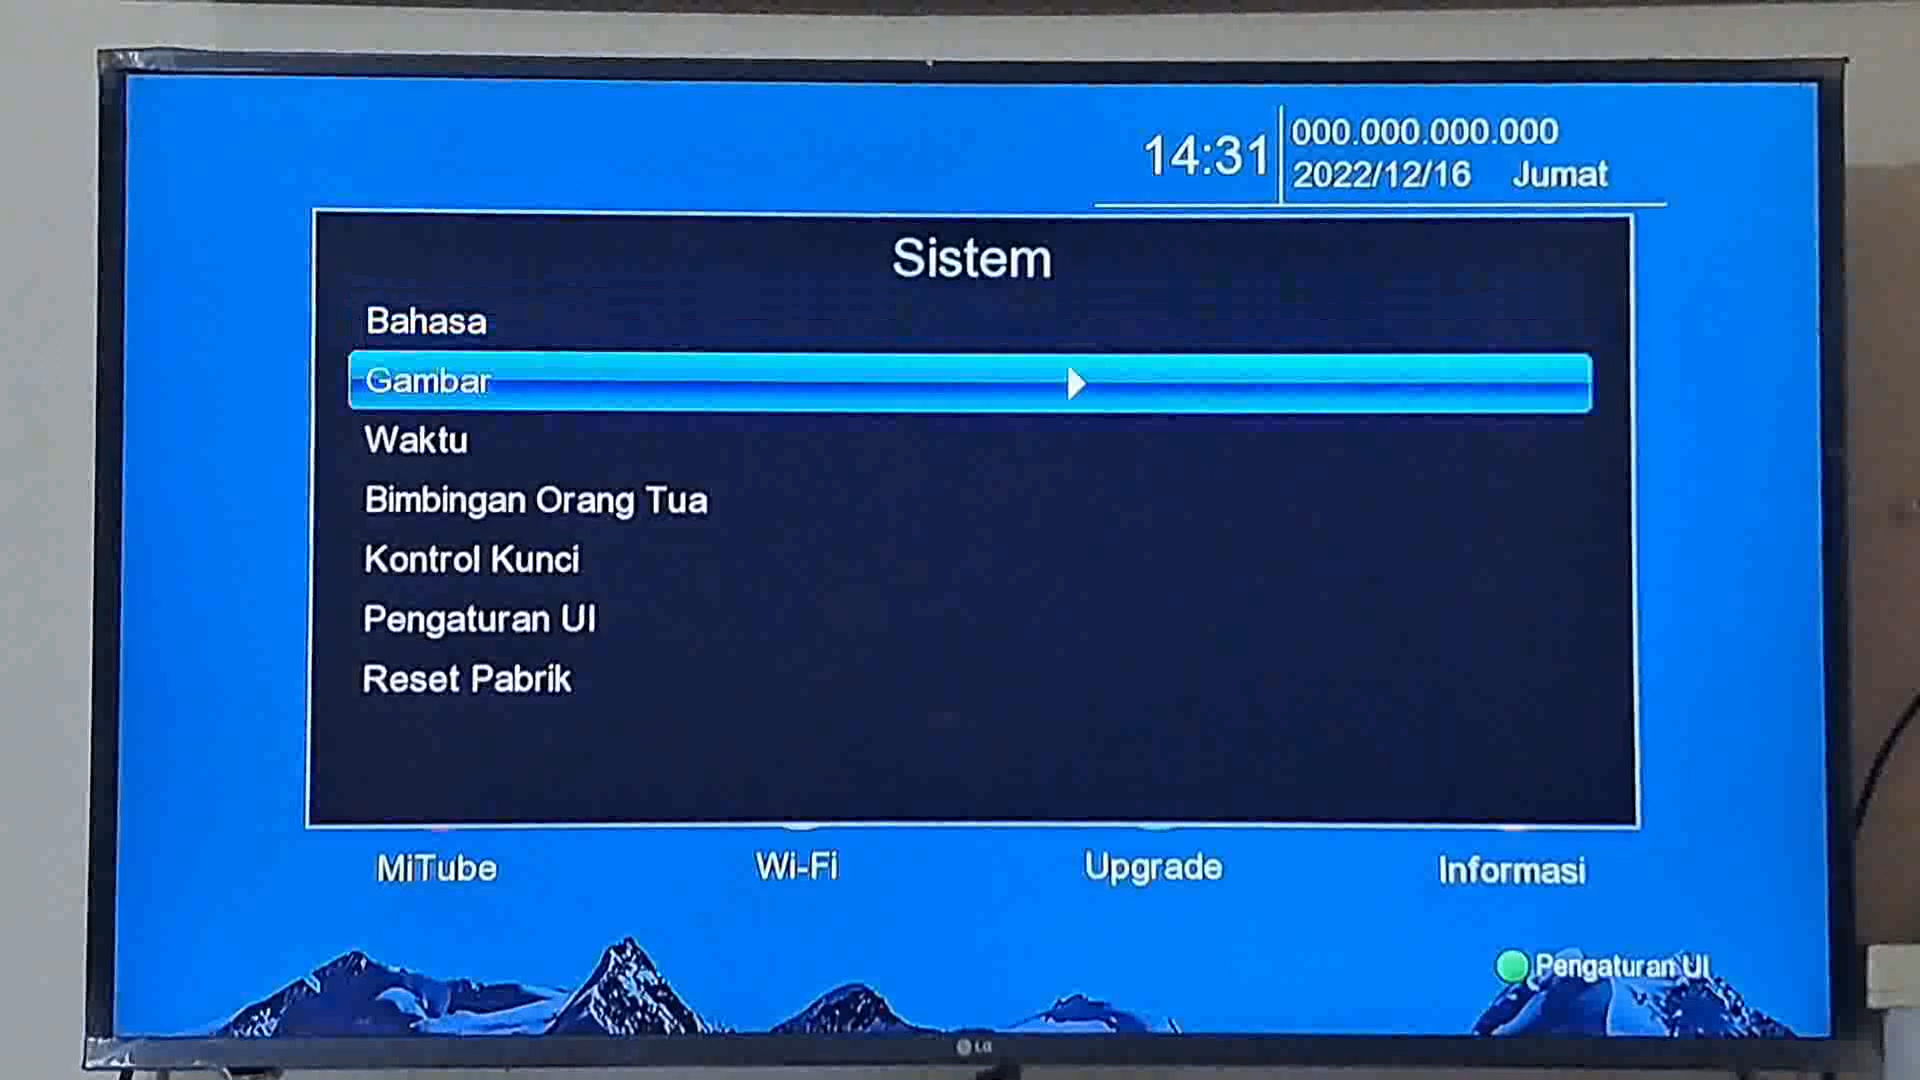 14:31
000.000.000.000
2022/12/16 Jumat
Sistem
Bahasa
Gambar
Waktu
Bimbingan Orang Tua
Kontrol Kunci
Pengaturan UI
Reset Pabrik
MiTube
Wi-Fi
Upgrade
Informasi
Pengaturan UI
LG